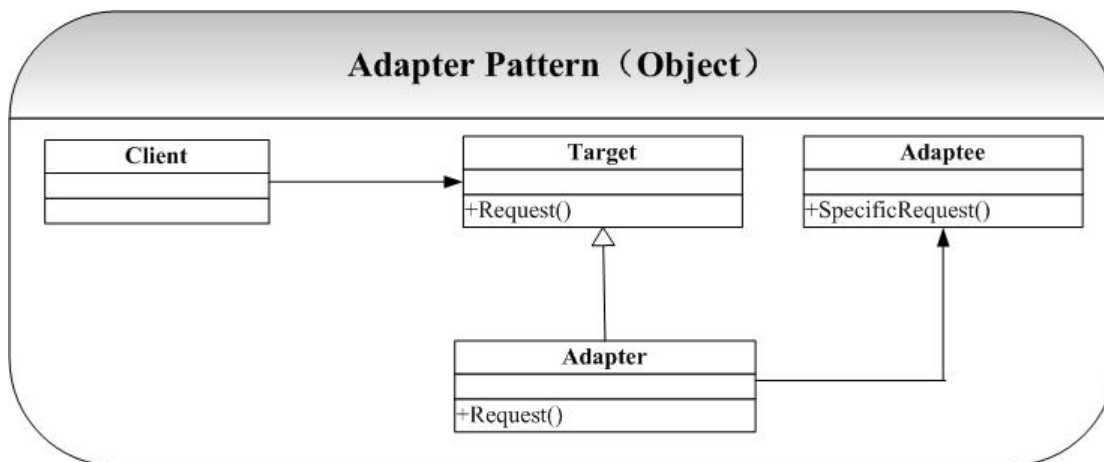 Adapter Pattern（Object）
Client
Target
+Request()
Adaptee
+SpecificRequest()
Adapter
+Request()